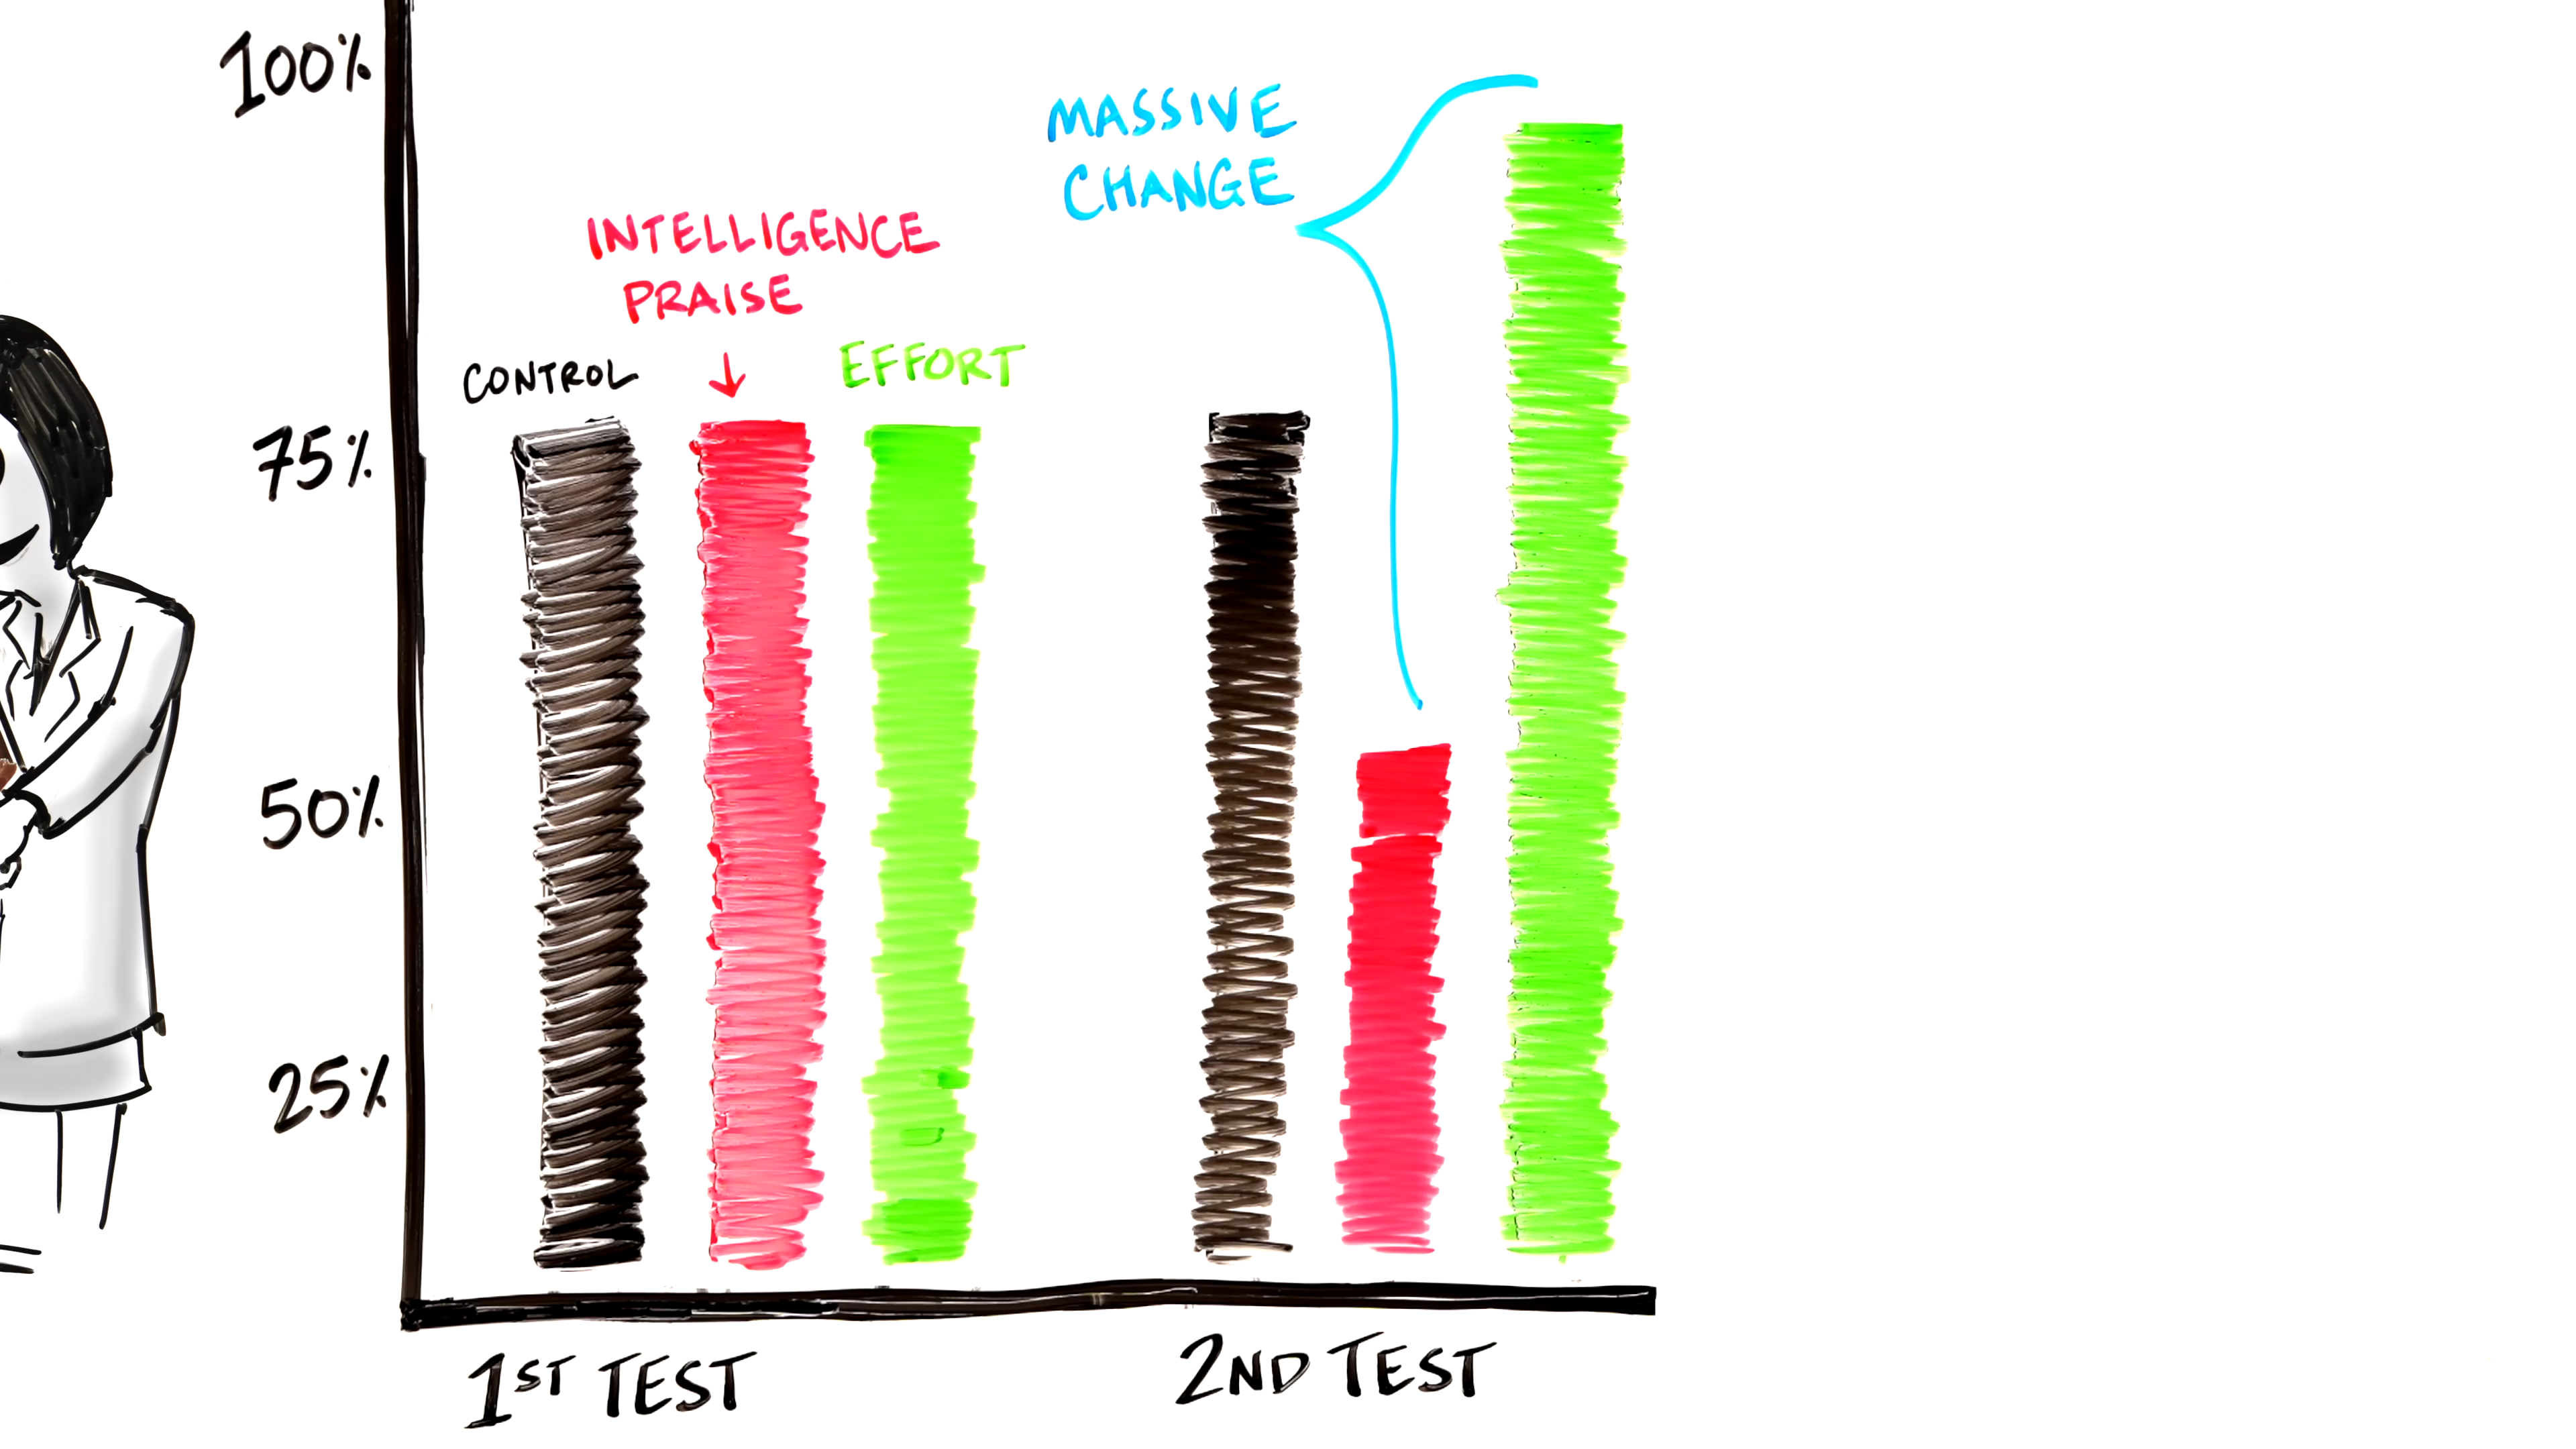 100%
75%
50%
25%
CONTROL
INTELLIGENCE
PRAISE
EFFORT
MASSIVE
CHANGE
1ST TEST
2ND TEST